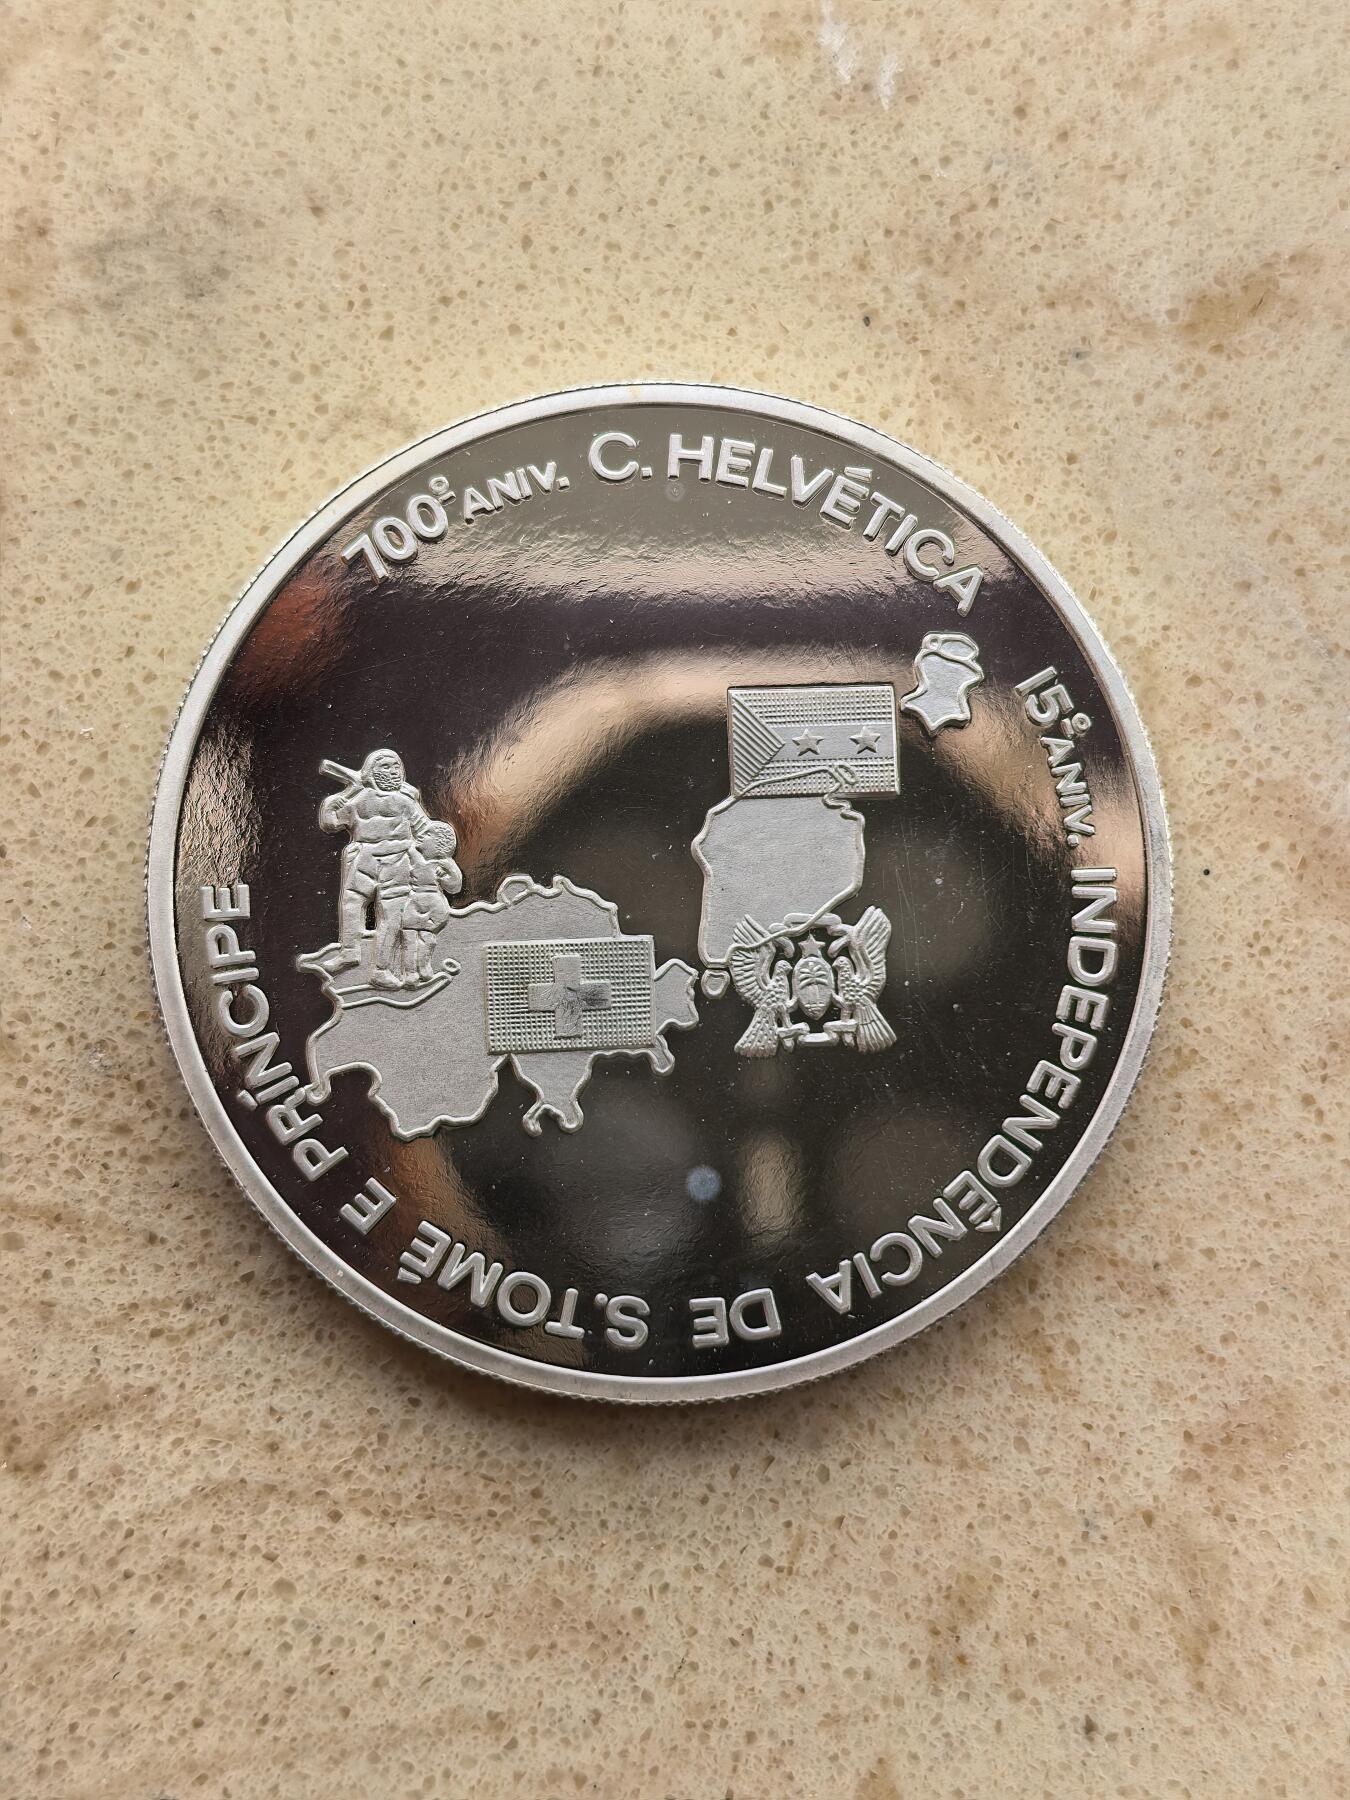 700º ANIV. C. HELVÉTICA
15º ANIV. INDEPENDÊNCIA DE S.TOMÉ E PRÍNCIPE